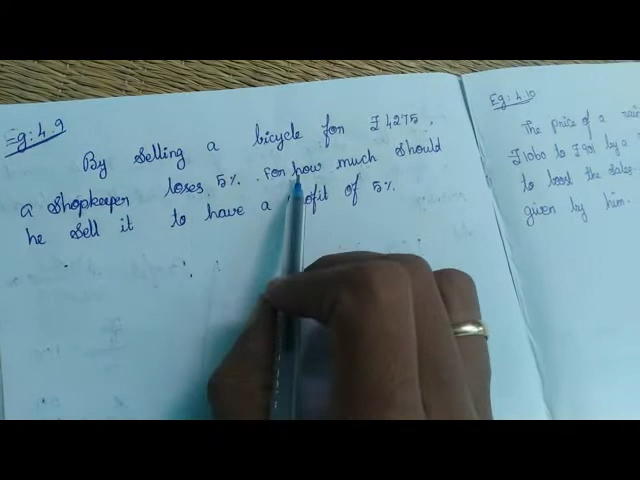 Eg: 4.9
By Selling a bicycle for ₹4275,
a Shopkeeper loses 5%. For how much Should
he Sell it to have a profit of 5%.
Eg: 4.10
The price of a
₹1060 to ₹901 by a
to boost the Sales.
given by him.